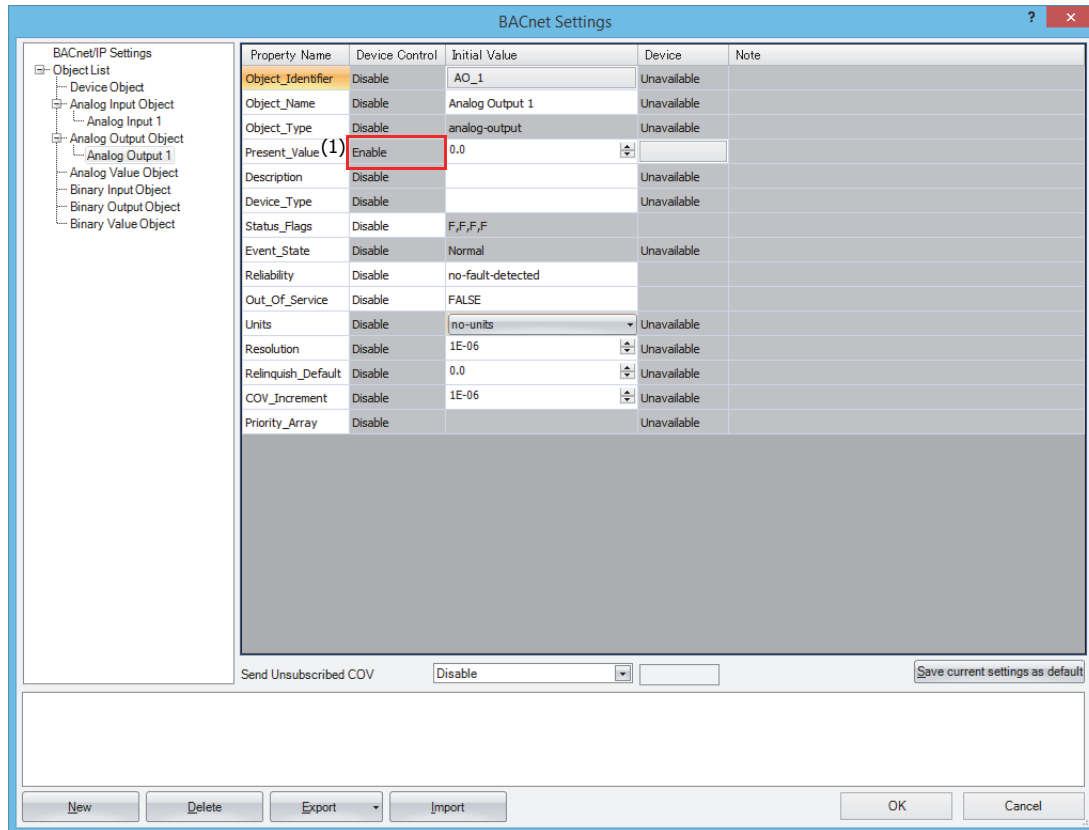 BACnet Settings
? ×
BACnet/IP Settings
Object List
Device Object
Analog Input Object
Analog Input 1
Analog Output Object
Analog Output 1
Analog Value Object
Binary Input Object
Binary Output Object
Binary Value Object
Property Name Device Control Initial Value Device Note
Object_Identifier Disable AO_1 Unavailable
Object_Name Disable Analog Output 1 Unavailable
Object_Type Disable analog-output Unavailable
Present_Value (1) Enable 0.0
Description Disable Unavailable
Device_Type Disable Unavailable
Status_Flags Disable F,F,F,F
Event_State Disable Normal Unavailable
Reliability Disable no-fault-detected
Out_Of_Service Disable FALSE
Units Disable no-units Unavailable
Resolution Disable 1E-06 Unavailable
Relinquish_Default Disable 0.0 Unavailable
COV_Increment Disable 1E-06 Unavailable
Priority_Array Disable Unavailable
Send Unsubscribed COV Disable Save current settings as default
New Delete Export Import OK Cancel